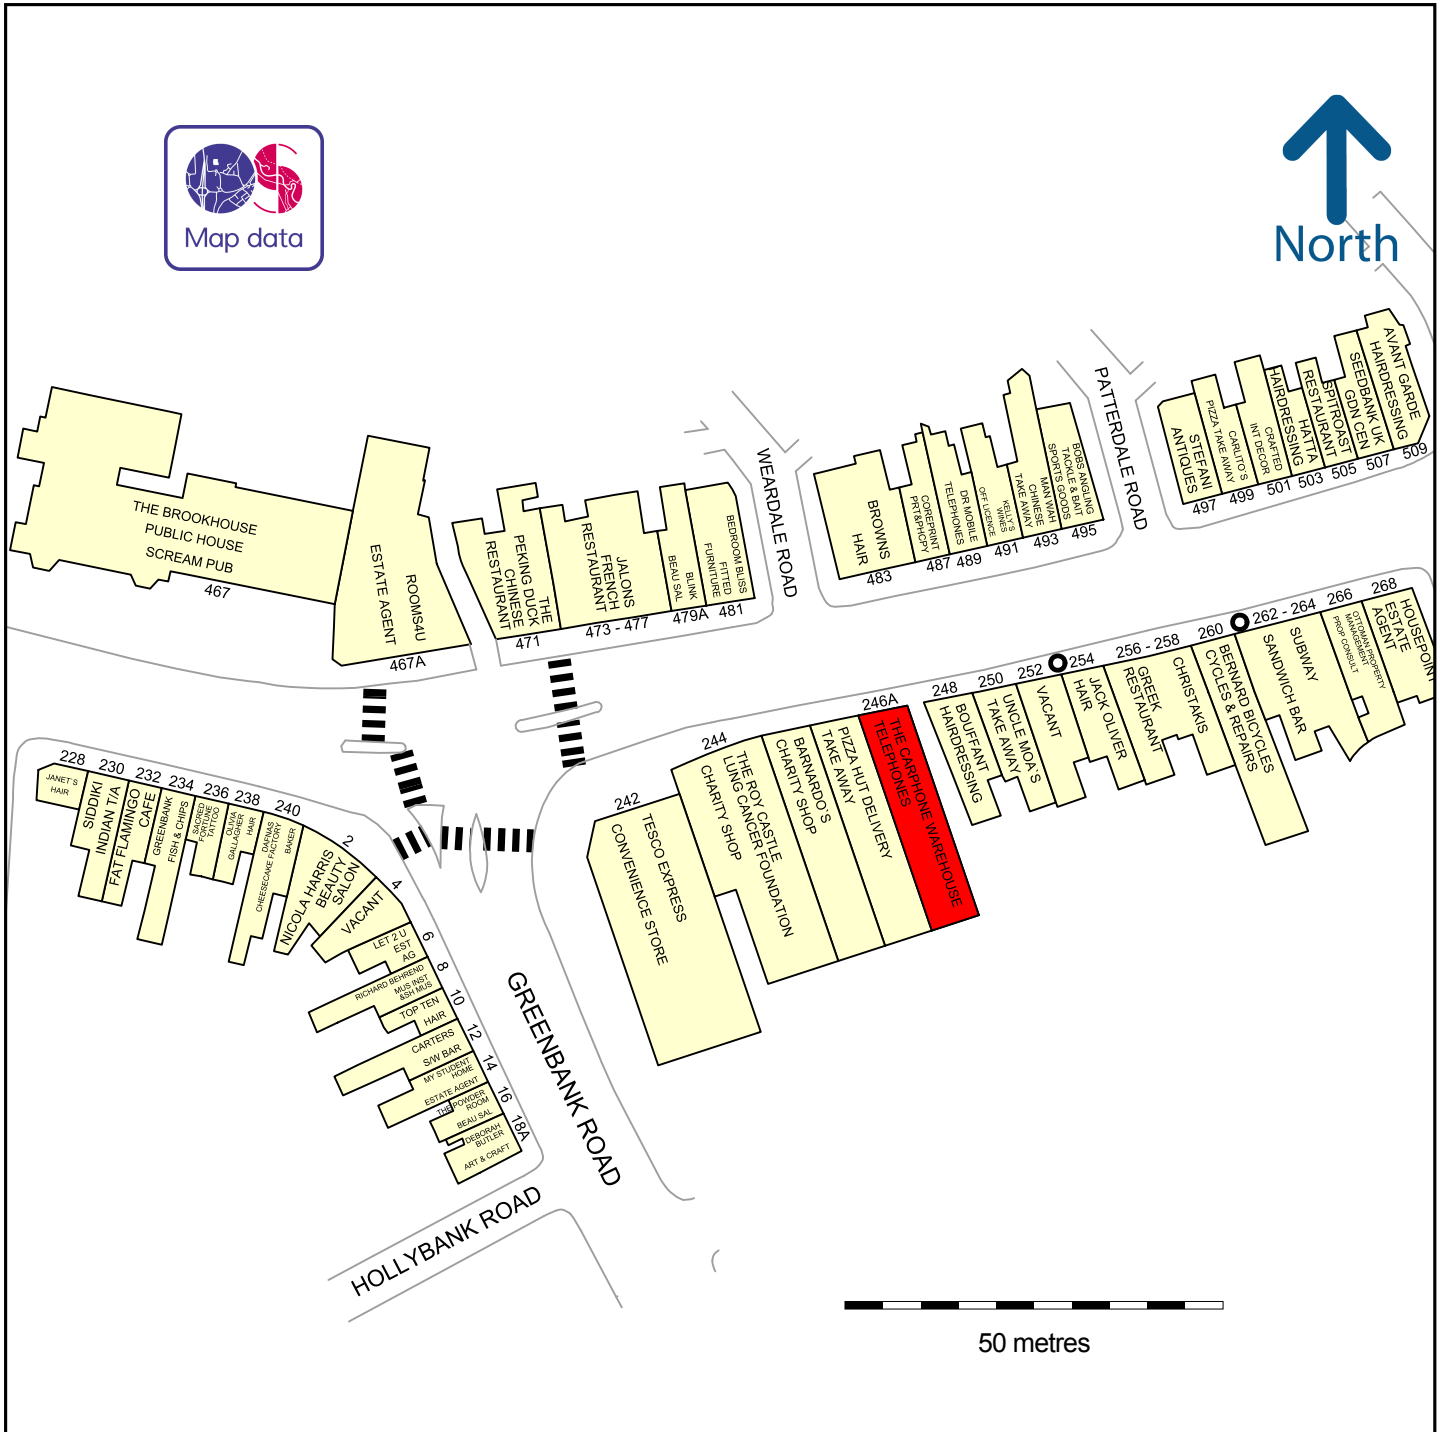 Map data
North
PATTERDALE ROAD
WEARDALE ROAD
AVANT GARDE
HAIRDRESSING
509
SEEDBANK UK
GDN CEN
507
SPITROAST
505
HATTA
RESTAURANT
503
HAIRDRESSING
501
CRAFTED
INT DECOR
499
CARLITO'S
PIZZA TAKE AWAY
STEFANI
ANTIQUES
497
BOBS ANGLING
TACKLE & BAIT
SPORTS GOODS
495
MAN WAH
CHINESE
TAKE AWAY
493
KELLY'S
WINES
OFF LICENCE
491
DR MOBILE
TELEPHONES
489
COREPRINT
PRT&PHCPY
487
BROWNS
HAIR
483
BEDROOM BLISS
FITTED
FURNITURE
481
BLINK
BEAU SAL
479A
JALONS
FRENCH
RESTAURANT
473 - 477
THE
PEKING DUCK
CHINESE
RESTAURANT
471
ROOMS4U
ESTATE AGENT
467A
THE BROOKHOUSE
PUBLIC HOUSE
SCREAM PUB
467
228
JANET'S
HAIR
230
SIDDIKI
INDIAN T/A
232
FAT FLAMINGO
CAFE
234
GREENBANK
FISH & CHIPS
236
SACRED
FORTUNE
TATTOO
238
OLIVIA
GALLAGHER
HAIR
240
DAFNAS
CHEESECAKE FACTORY
BAKER
2
NICOLA HARRIS
BEAUTY
SALON
4
VACANT
6
LET 2 U
EST
AG
8
RICHARD BEHREND
MUS INST
&SH MUS
10
TOP TEN
HAIR
12
CARTERS
S/W BAR
14
MY STUDENT
HOME
ESTATE AGENT
16
THE POWDER
ROOM
BEAU SAL
18A
DEBORAH
BUTLER
ART & CRAFT
242
TESCO EXPRESS
CONVENIENCE STORE
244
THE ROY CASTLE
LUNG CANCER FOUNDATION
CHARITY SHOP
BARNARDO'S
CHARITY SHOP
PIZZA HUT DELIVERY
TAKE AWAY
246A
THE CARPHONE WAREHOUSE
TELEPHONES
248
BOUFFANT
HAIRDRESSING
250
UNCLE MOA'S
TAKE AWAY
252
VACANT
254
JACK OLIVER
HAIR
256 - 258
CHRISTAKIS
GREEK
RESTAURANT
260
BERNARD BICYCLES
CYCLES & REPAIRS
262 - 264
SUBWAY
SANDWICH BAR
266
OTTOMAN PROPERTY
MANAGEMENT
PROP CONSULT
268
HOUSEPOINT
ESTATE
AGENT
GREENBANK ROAD
HOLLYBANK ROAD
50 metres